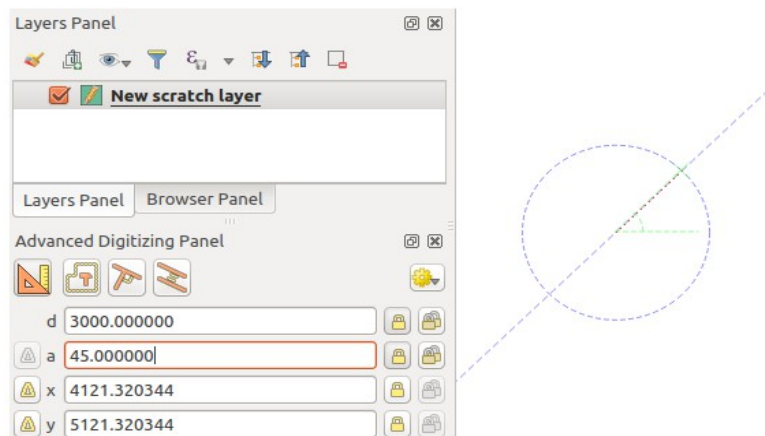 Layers Panel
New scratch layer
Layers Panel Browser Panel
Advanced Digitizing Panel
d 3000.000000
a 45.000000
x 4121.320344
y 5121.320344